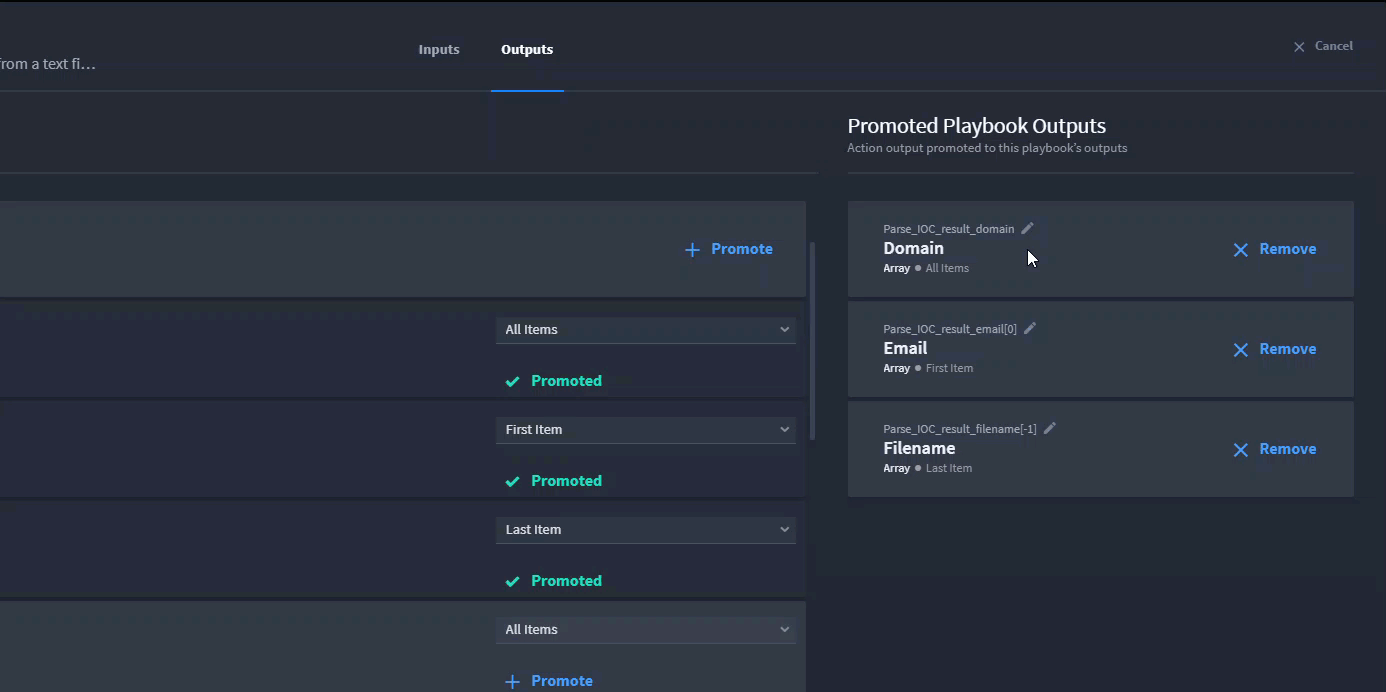 Inputs
Outputs
Cancel
from a text fi...
Promoted Playbook Outputs
Action output promoted to this playbook's outputs
Promote
All Items
Promoted
First Item
Promoted
Last Item
Promoted
All Items
Promote
Parse_IOC_result_domain
Domain
Array • All Items
Remove
Parse_IOC_result_email[0]
Email
Array • First Item
Remove
Parse_IOC_result_filename[-1]
Filename
Array • Last Item
Remove